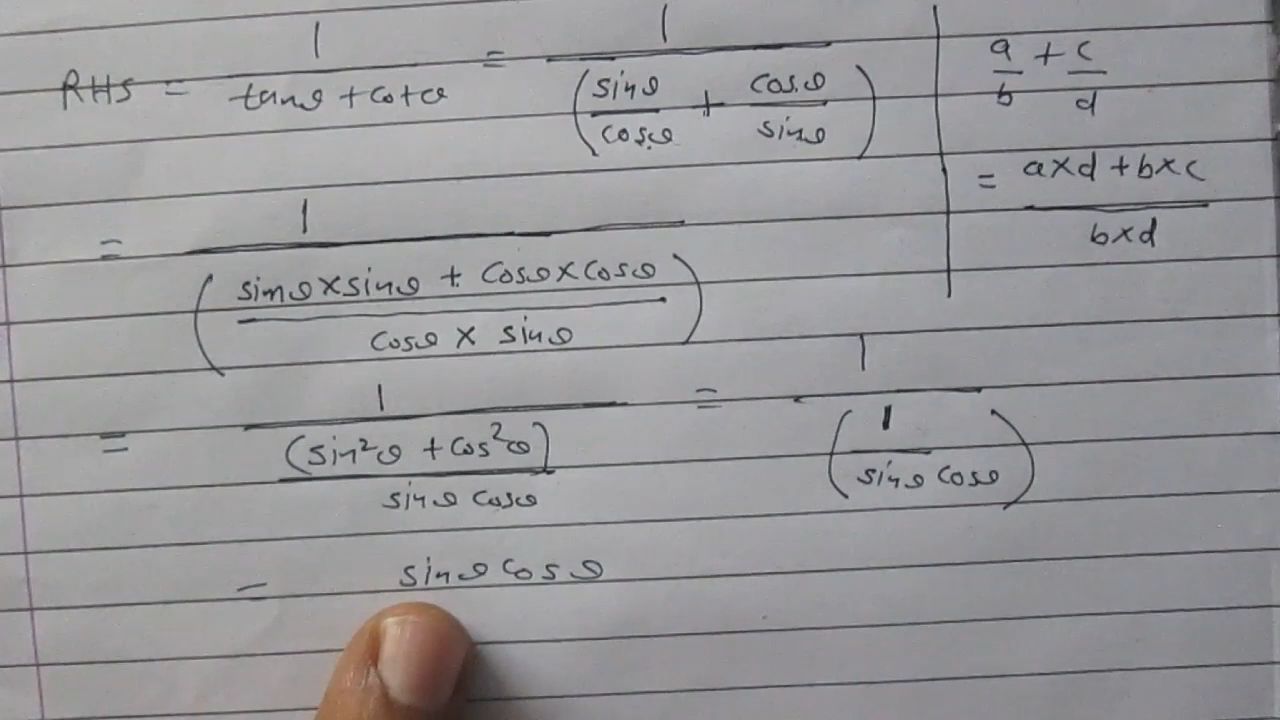 RHS = 1/(tanθ + cotθ) = 1/(sinθ/cosθ + cosθ/sinθ)
= 1/((sinθ×sinθ + cosθ×cosθ)/(cosθ × sinθ))
= 1/((sin²θ + cos²θ)/(sinθ cosθ)) = 1/(1/(sinθ cosθ))
= sinθ cosθ
a/b + c/d
= (a×d + b×c)/(b×d)